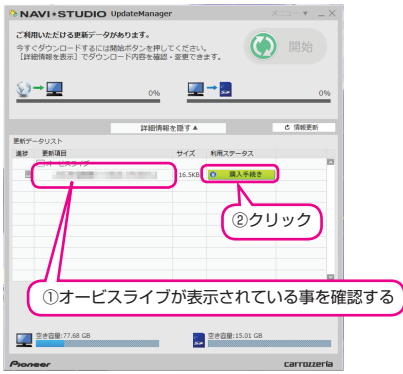 NAVI★STUDIO UpdateManager
メニュー ▼ _ ×
ご利用いただける更新データがあります。
今すぐダウンロードするには開始ボタンを押してください。
[詳細情報を表示]でダウンロード内容を確認・変更できます。
開始
0%
0%
詳細情報を隠す▲
情報更新
更新データリスト
進捗 更新項目 サイズ 利用ステータス
オービスライブ
16.5KB 購入手続き
②クリック
①オービスライブが表示されている事を確認する
空き容量:77.68 GB
空き容量:15.01 GB
Pioneer
carrozzeria